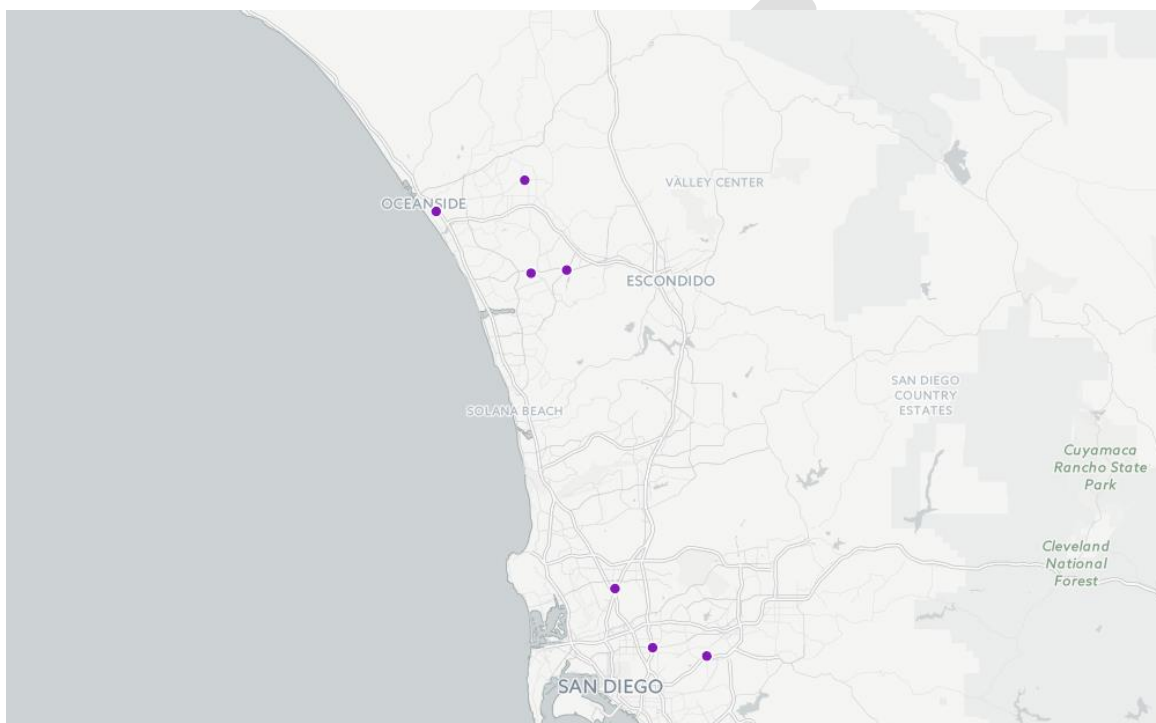 VALLEY CENTER
OCEANSIDE
ESCONDIDO
SAN DIEGO
COUNTRY
ESTATES
SOLANA BEACH
Cuyamaca
Rancho State
Park
Cleveland
National
Forest
SAN DIEGO